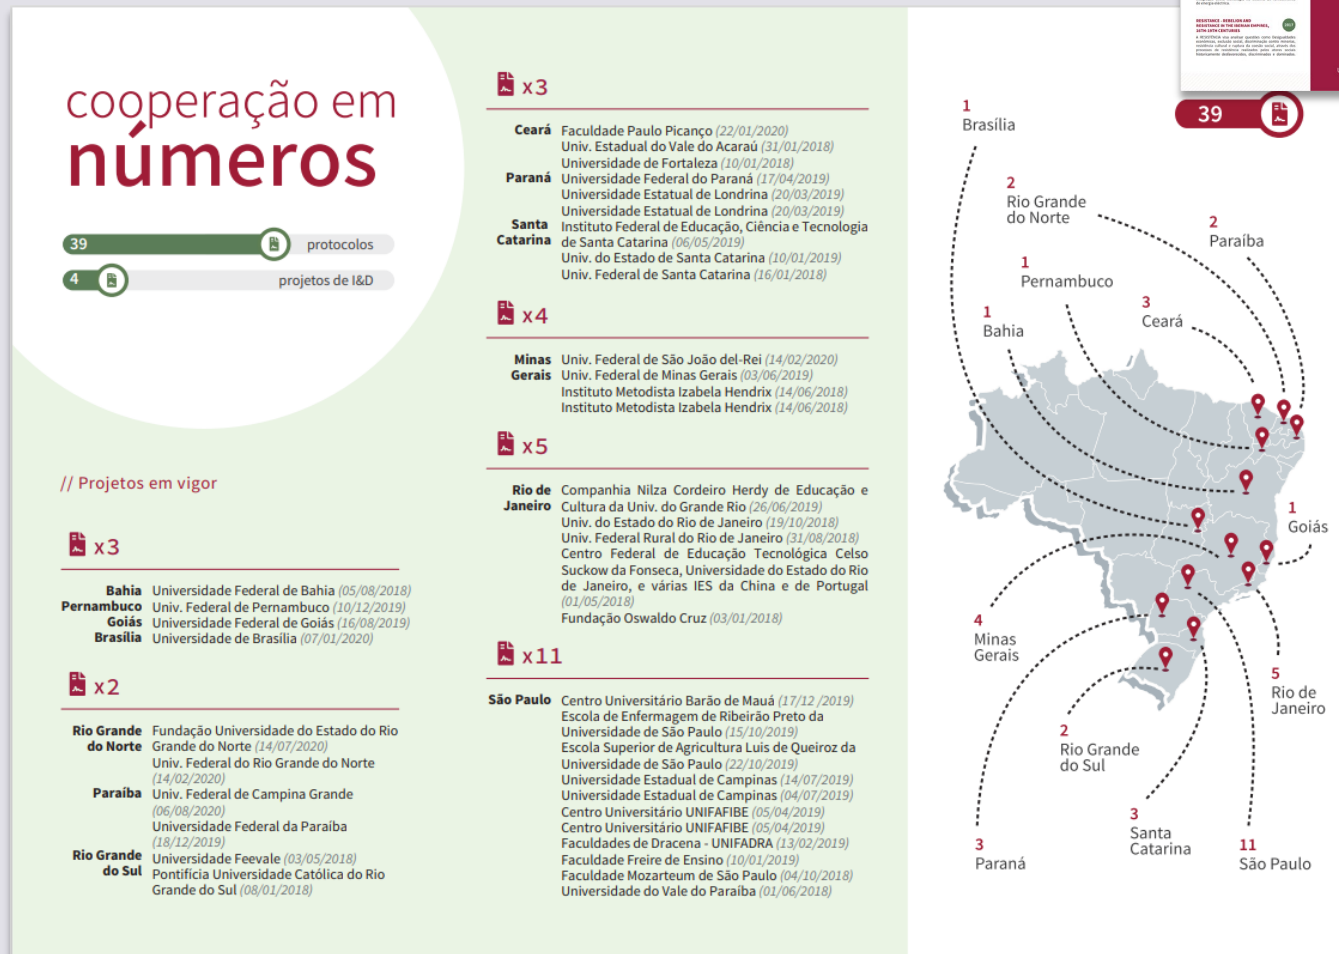 cooperação em
números
39 protocolos
4 projetos de I&D
// Projetos em vigor
x3
Bahia Universidade Federal de Bahia (05/08/2018)
Pernambuco Univ. Federal de Pernambuco (10/12/2019)
Goiás Universidade Federal de Goiás (16/08/2019)
Brasília Universidade de Brasília (07/01/2020)
x2
Rio Grande Fundação Universidade do Estado do Rio
do Norte Grande do Norte (14/07/2020)
Univ. Federal do Rio Grande do Norte
(14/02/2020)
Paraíba Univ. Federal de Campina Grande
(06/08/2020)
Universidade Federal da Paraíba
(18/12/2019)
Rio Grande Universidade Feevale (03/05/2018)
do Sul Pontifícia Universidade Católica do Rio
Grande do Sul (08/01/2018)
x3
Ceará Faculdade Paulo Picanço (22/01/2020)
Univ. Estadual do Vale do Acaraú (31/01/2018)
Universidade de Fortaleza (10/01/2018)
Paraná Universidade Federal do Paraná (17/04/2019)
Universidade Estatual de Londrina (20/03/2019)
Universidade Estatual de Londrina (20/03/2019)
Santa Instituto Federal de Educação, Ciência e Tecnologia
Catarina de Santa Catarina (06/05/2019)
Univ. do Estado de Santa Catarina (10/01/2019)
Univ. Federal de Santa Catarina (16/01/2018)
x4
Minas Univ. Federal de São João del-Rei (14/02/2020)
Gerais Univ. Federal de Minas Gerais (03/06/2019)
Instituto Metodista Izabela Hendrix (14/06/2018)
Instituto Metodista Izabela Hendrix (14/06/2018)
x5
Rio de Companhia Nilza Cordeiro Herdy de Educação e
Janeiro Cultura da Univ. do Grande Rio (26/06/2019)
Univ. do Estado do Rio de Janeiro (19/10/2018)
Univ. Federal Rural do Rio de Janeiro (31/08/2018)
Centro Federal de Educação Tecnológica Celso
Suckow da Fonseca, Universidade do Estado do Rio
de Janeiro, e várias IES da China e de Portugal
(01/05/2018)
Fundação Oswaldo Cruz (03/01/2018)
x11
São Paulo Centro Universitário Barão de Mauá (17/12 /2019)
Escola de Enfermagem de Ribeirão Preto da
Universidade de São Paulo (15/10/2019)
Escola Superior de Agricultura Luis de Queiroz da
Universidade de São Paulo (22/10/2019)
Universidade Estadual de Campinas (14/07/2019)
Universidade Estadual de Campinas (04/07/2019)
Centro Universitário UNIFAFIBE (05/04/2019)
Centro Universitário UNIFAFIBE (05/04/2019)
Faculdades de Dracena - UNIFADRA (13/02/2019)
Faculdade Freire de Ensino (10/01/2019)
Faculdade Mozarteum de São Paulo (04/10/2018)
Universidade do Vale do Paraíba (01/06/2018)
RESISTANCE - REBELLION AND
RESISTANCE IN THE IBERIAN EMPIRES,
16TH-19TH CENTURIES
39
1
Brasília
2
Rio Grande
do Norte
2
Paraíba
1
Pernambuco
3
Ceará
1
Bahia
1
Goiás
4
Minas
Gerais
5
Rio de
Janeiro
2
Rio Grande
do Sul
3
Santa
Catarina
3
Paraná
11
São Paulo